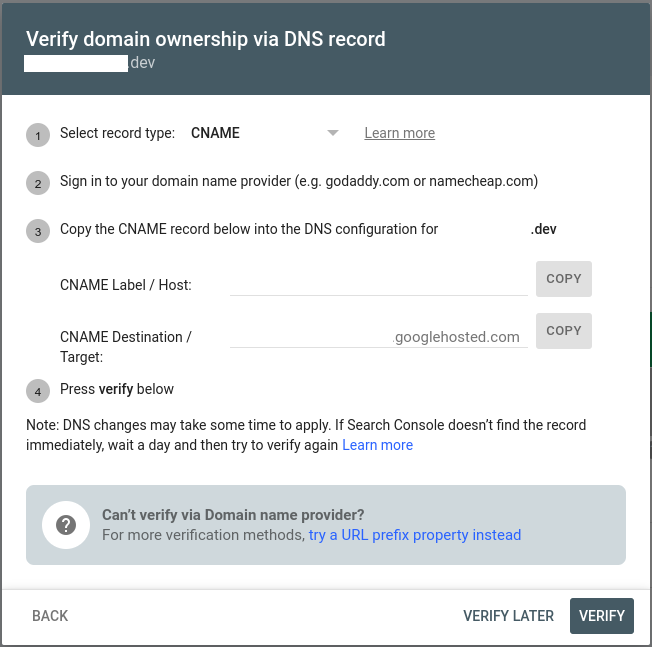 Verify domain ownership via DNS record
.dev
1 Select record type: CNAME Learn more
2 Sign in to your domain name provider (e.g. godaddy.com or namecheap.com)
3 Copy the CNAME record below into the DNS configuration for .dev
CNAME Label / Host: COPY
CNAME Destination / .googlehosted.com COPY
Target:
4 Press verify below
Note: DNS changes may take some time to apply. If Search Console doesn’t find the record
immediately, wait a day and then try to verify again Learn more
?
Can’t verify via Domain name provider?
For more verification methods, try a URL prefix property instead
BACK VERIFY LATER VERIFY